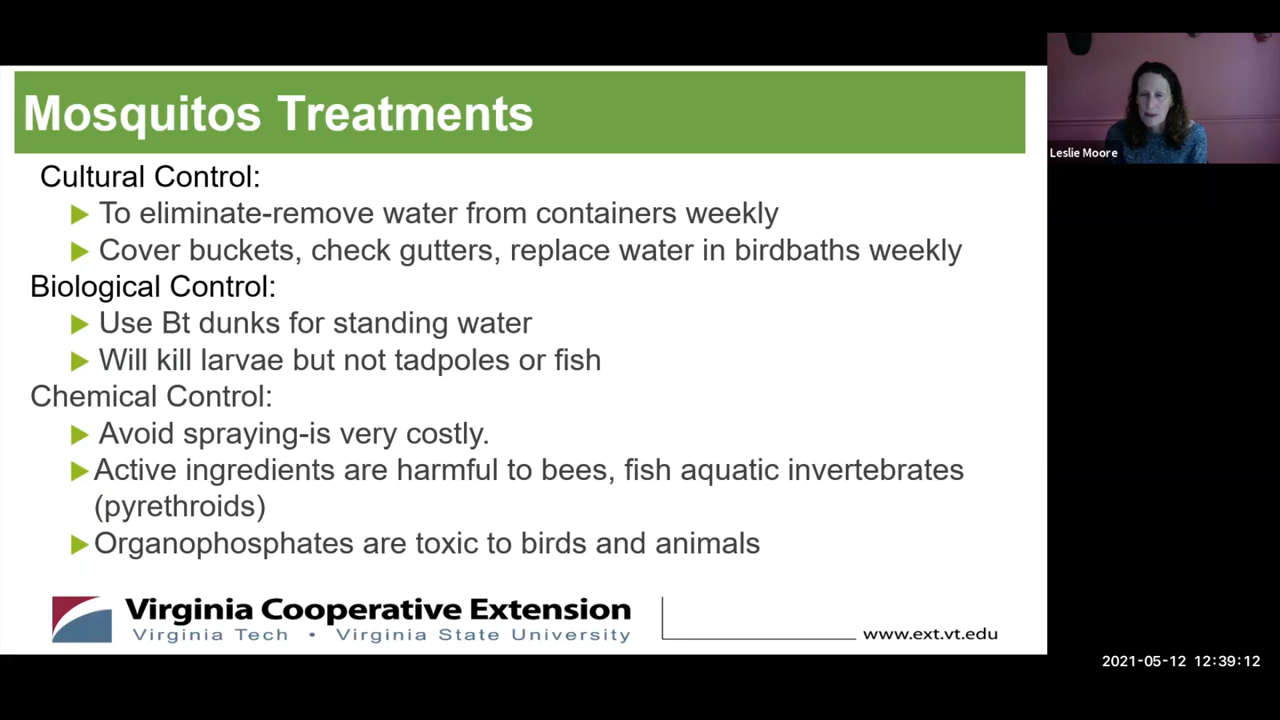 Mosquitos Treatments
Cultural Control:
To eliminate-remove water from containers weekly
Cover buckets, check gutters, replace water in birdbaths weekly
Biological Control:
Use Bt dunks for standing water
Will kill larvae but not tadpoles or fish
Chemical Control:
Avoid spraying-is very costly.
Active ingredients are harmful to bees, fish aquatic invertebrates
(pyrethroids)
Organophosphates are toxic to birds and animals
Virginia Cooperative Extension
Virginia Tech • Virginia State University
www.ext.vt.edu
Leslie Moore
2021-05-12 12:39:12